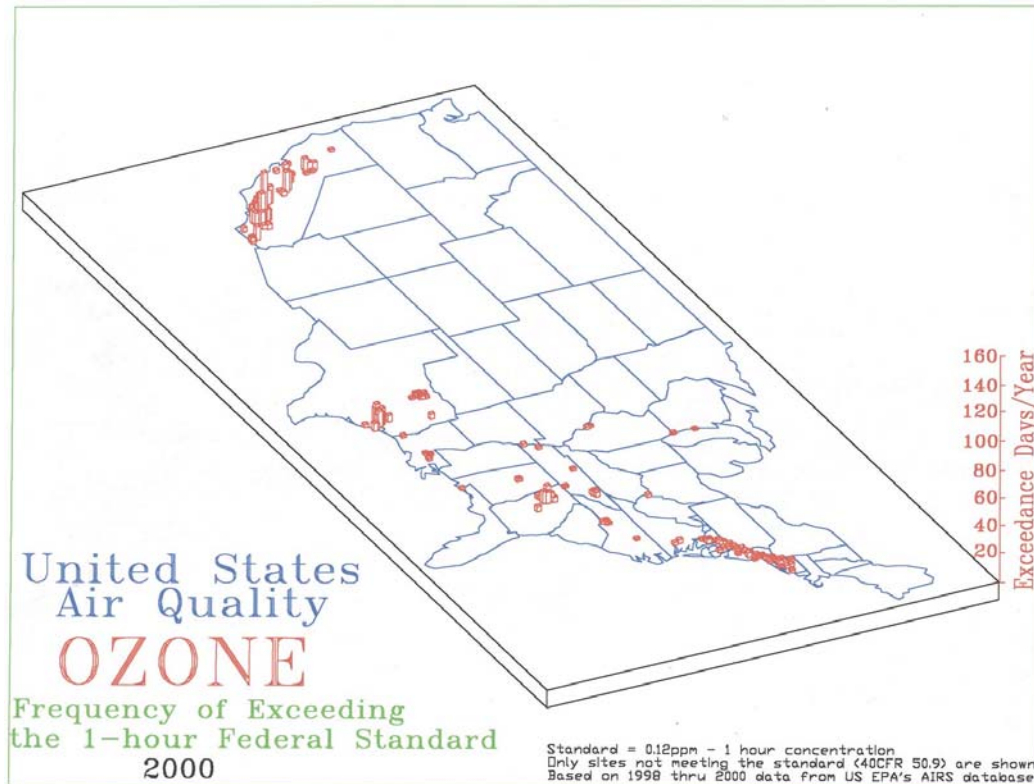 160
140
120
100
80
60
40
20
Exceedance Days/Year
United States
Air Quality
OZONE
Frequency of Exceeding
the 1-hour Federal Standard
2000
Standard = 0.12ppm - 1 hour concentration
Only sites not meeting the standard (40CFR 50.9) are shown
Based on 1998 thru 2000 data from US EPA's AIRS database